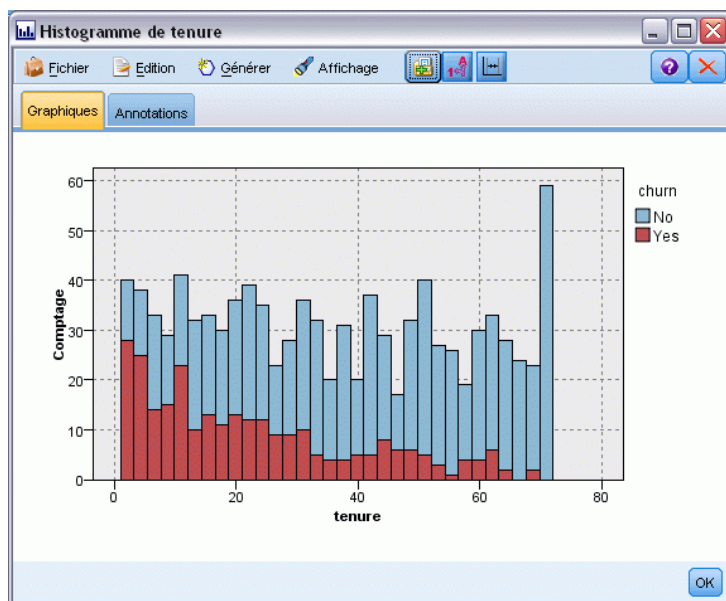 Histogramme de tenure
Fichier Edition Générer Affichage
Graphiques Annotations
60
50
40
30
20
10
0
Comptage
0 20 40 60 80
tenure
churn
No
Yes
OK